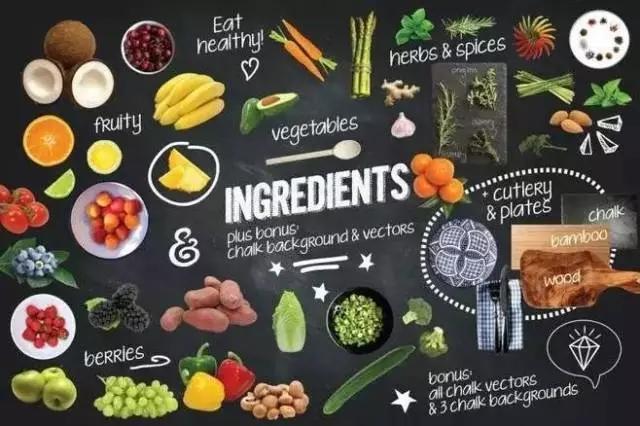 Eat
healthy!
herbs & spices
fruity
vegetables
INGREDIENTS
plus bonus:
chalk background & vectors
&
+ cutlery
& plates
chalk
bamboo
wood
berries
bonus:
all chalk vectors
& 3 chalk backgrounds